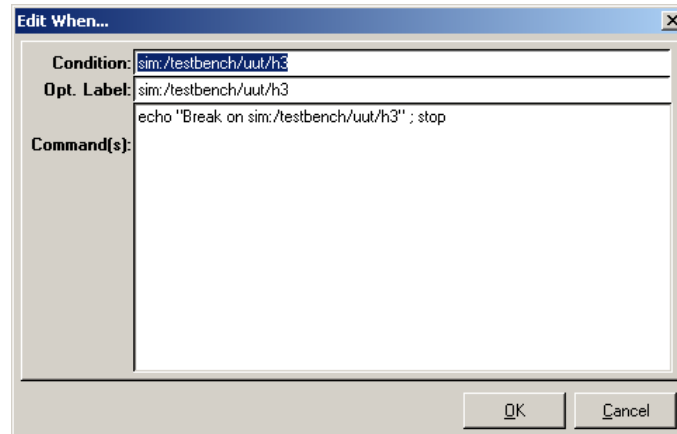 Edit When...
Condition: sim:/testbench/uut/h3
Opt. Label: sim:/testbench/uut/h3
echo "Break on sim:/testbench/uut/h3" ; stop
Command(s):
OK Cancel